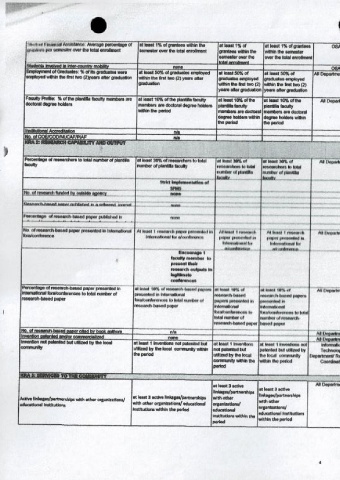 Student Financial Assistance: Average percentage of grantees per semester over the total enrollment
at least 1% of grantees within the semester over the total enrollment
at least 1% of grantees within the semester over the total enrollment
at least 1% of grantees within the semester over the total enrollment
OSA
Students involved in inter-country mobility
none
OSA
Employment of Graduates: % of its graduates were employed within the first two (2) years after graduation
at least 50% of graduates employed within the first two (2) years after graduation
at least 50% of graduates employed within the first two (2) years after graduation
at least 50% of graduates employed within the first two (2) years after graduation
All Departm
Faculty Profile: % of the plantilla faculty members are doctoral degree holders
at least 10% of the plantilla faculty members are doctoral degree holders within the period
at least 10% of the plantilla faculty members are doctoral degree holders within the period
at least 10% of the plantilla faculty members are doctoral degree holders within the period
All Depart
Institutional Accreditation
n/a
No. of COE/COD
n/a
KRA 2: RESEARCH CAPABILITY AND OUTPUT
Percentage of researchers to total number of plantilla faculty
at least 30% of researchers to total number of plantilla faculty
at least 30% of researchers to total number of plantilla faculty
at least 30% of researchers to total number of plantilla faculty
All Depart
Strict Implementation of
No. of research funded by outside agency
none
Research-based paper published in a refereed journal
none
Percentage of research-based paper published in
none
No. of research based paper presented in international fora/conference
At least 1 research paper presented in international fora/conference
At least 1 research paper presented in international fora/conference
At least 1 research paper presented in international fora/conference
All Depart
Encourage 1 faculty member to present their research outputs in legitimate conferences
Percentage of research-based paper presented in international fora/conferences to total number of research-based paper
at least 10% of research-based papers presented in international fora/conferences to total number of research-based paper
at least 10% of research-based papers presented in international fora/conferences to total number of research-based paper
at least 10% of research-based papers presented in international fora/conferences to total number of research-based paper
All Depart
No. of research-based paper cited by book authors
n/a
All Departm
Invention patented and/or commercialized
none
All Departm
Invention not patented but utilized by the local community
at least 1 inventions not patented but utilized by the local community within the period
at least 1 inventions not patented but utilized by the local community within the period
at least 1 inventions not patented but utilized by the local community within the period
KRA 3: SERVICES TO THE COMMUNITY
Active linkages/partnerships with other organizations/ educational institutions
at least 3 active linkages/partnerships with other organizations/ educational institutions within the period
at least 3 active linkages/partnerships with other organizations/ educational institutions within the period
at least 3 active linkages/partnerships with other organizations/ educational institutions within the period
All Departm